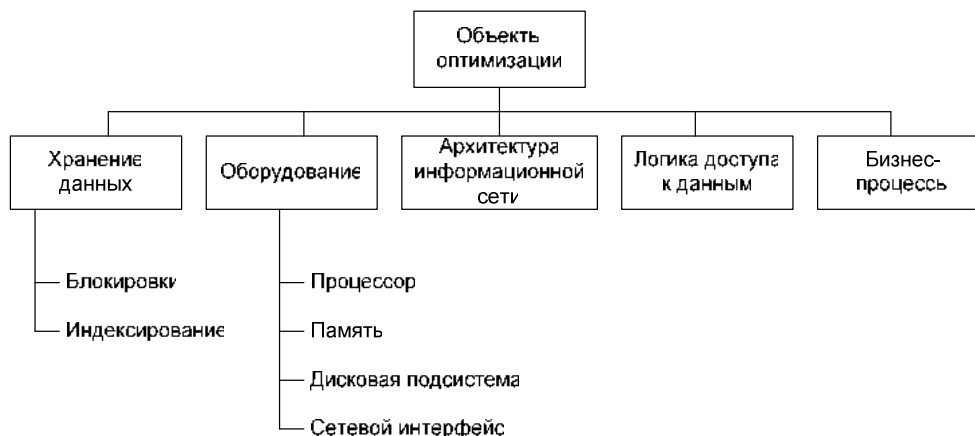 Объекты
оптимизации
Хранение
данных
Оборудование
Архитектура
информационной
сети
Логика доступа
к данным
Бизнес-
процессы
Блокировки
Индексирование
Процессор
Память
Дисковая подсистема
Сетевой интерфейс